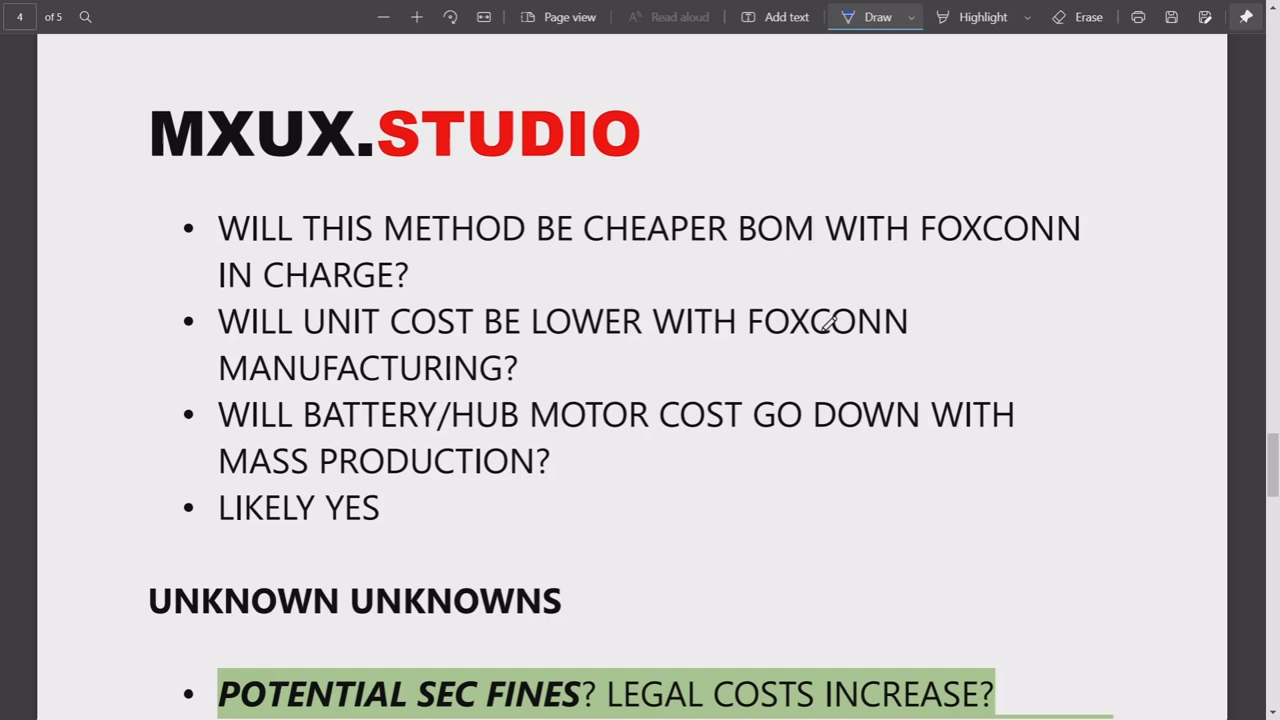 4 of 5 Page view Read aloud Add text Draw Highlight Erase
MXUX.STUDIO
• WILL THIS METHOD BE CHEAPER BOM WITH FOXCONN
IN CHARGE?
• WILL UNIT COST BE LOWER WITH FOXCONN
MANUFACTURING?
• WILL BATTERY/HUB MOTOR COST GO DOWN WITH
MASS PRODUCTION?
• LIKELY YES
UNKNOWN UNKNOWNS
• POTENTIAL SEC FINES? LEGAL COSTS INCREASE?